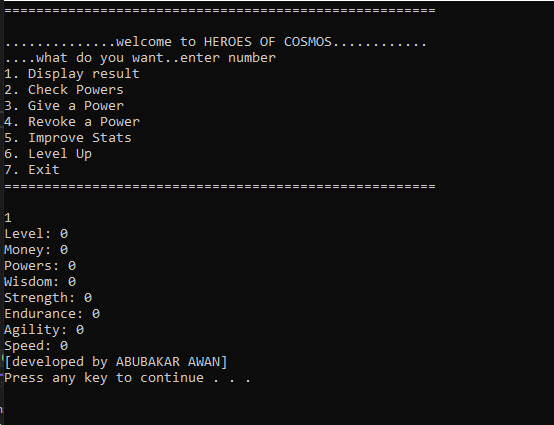 ======================================================
..............welcome to HEROES OF COSMOS............
....what do you want..enter number
1. Display result
2. Check Powers
3. Give a Power
4. Revoke a Power
5. Improve Stats
6. Level Up
7. Exit
======================================================
1
Level: 0
Money: 0
Powers: 0
Wisdom: 0
Strength: 0
Endurance: 0
Agility: 0
Speed: 0
[developed by ABUBAKAR AWAN]
Press any key to continue . . .